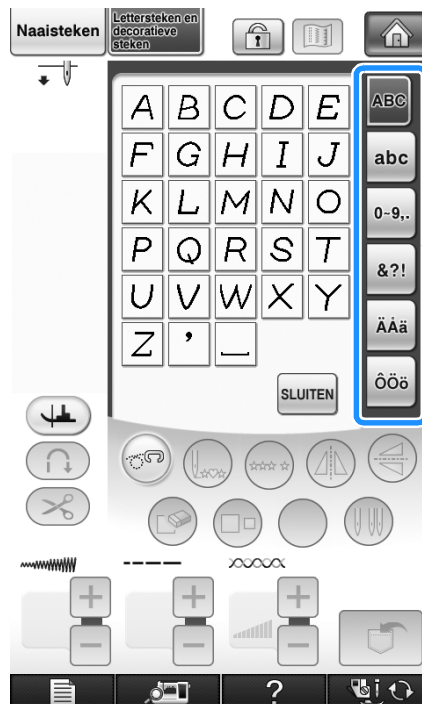 Naaisteken
Lettersteken en
decoratieve
steken
A B C D E
F G H I J
K L M N O
P Q R S T
U V W X Y
Z ’ _
ABC
abc
0~9,.
&?!
ÄÅä
ÔÖö
SLUITEN
?